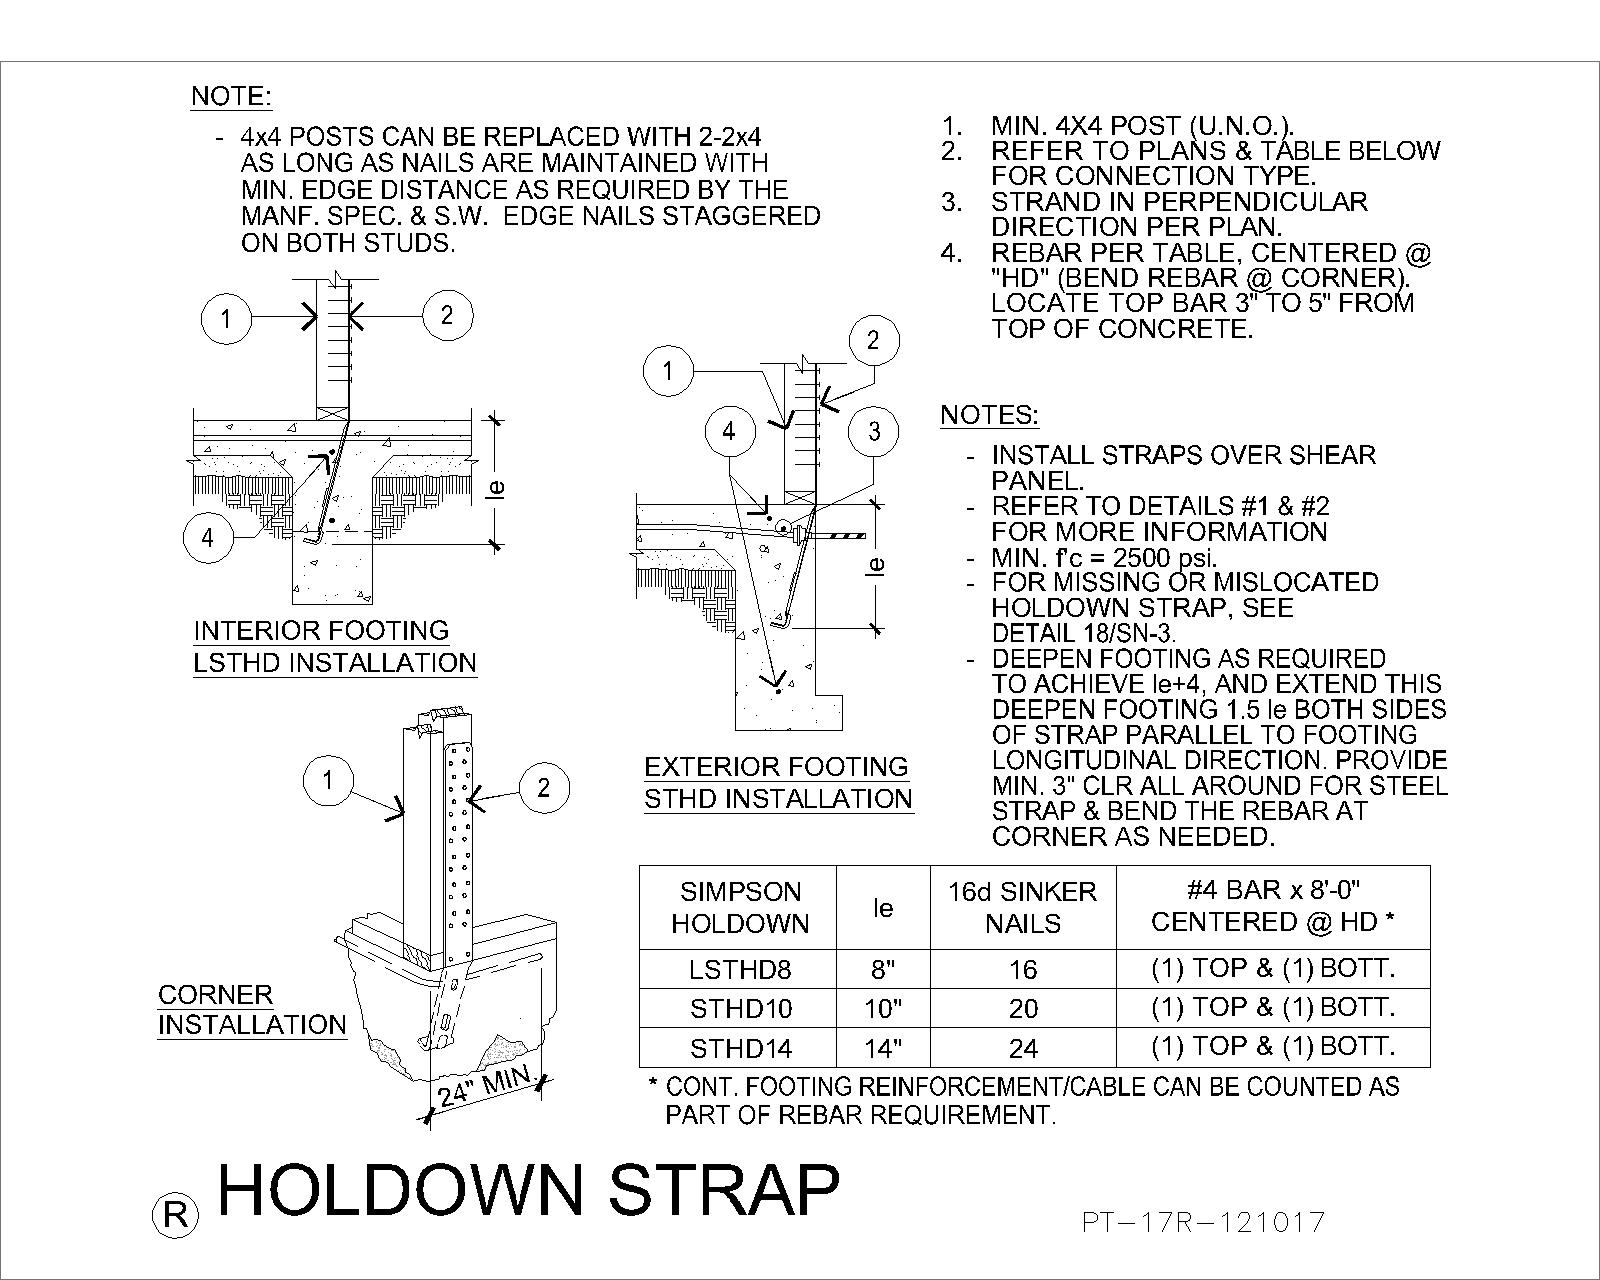 NOTE:
- 4x4 POSTS CAN BE REPLACED WITH 2-2x4
AS LONG AS NAILS ARE MAINTAINED WITH
MIN. EDGE DISTANCE AS REQUIRED BY THE
MANF. SPEC. & S.W. EDGE NAILS STAGGERED
ON BOTH STUDS.
1. MIN. 4X4 POST (U.N.O.).
2. REFER TO PLANS & TABLE BELOW
FOR CONNECTION TYPE.
3. STRAND IN PERPENDICULAR
DIRECTION PER PLAN.
4. REBAR PER TABLE, CENTERED @
"HD" (BEND REBAR @ CORNER).
LOCATE TOP BAR 3" TO 5" FROM
TOP OF CONCRETE.
1
2
4
le
INTERIOR FOOTING
LSTHD INSTALLATION
1
2
4
3
le
EXTERIOR FOOTING
STHD INSTALLATION
NOTES:
- INSTALL STRAPS OVER SHEAR
PANEL.
- REFER TO DETAILS #1 & #2
FOR MORE INFORMATION
- MIN. f'c = 2500 psi.
- FOR MISSING OR MISLOCATED
HOLDOWN STRAP, SEE
DETAIL 18/SN-3.
- DEEPEN FOOTING AS REQUIRED
TO ACHIEVE le+4, AND EXTEND THIS
DEEPEN FOOTING 1.5 le BOTH SIDES
OF STRAP PARALLEL TO FOOTING
LONGITUDINAL DIRECTION. PROVIDE
MIN. 3" CLR ALL AROUND FOR STEEL
STRAP & BEND THE REBAR AT
CORNER AS NEEDED.
1
2
CORNER
INSTALLATION
24" MIN.
SIMPSON HOLDOWN le 16d SINKER NAILS #4 BAR x 8'-0" CENTERED @ HD *
LSTHD8 8" 16 (1) TOP & (1) BOTT.
STHD10 10" 20 (1) TOP & (1) BOTT.
STHD14 14" 24 (1) TOP & (1) BOTT.
* CONT. FOOTING REINFORCEMENT/CABLE CAN BE COUNTED AS
PART OF REBAR REQUIREMENT.
R HOLDOWN STRAP
PT-17R-121017